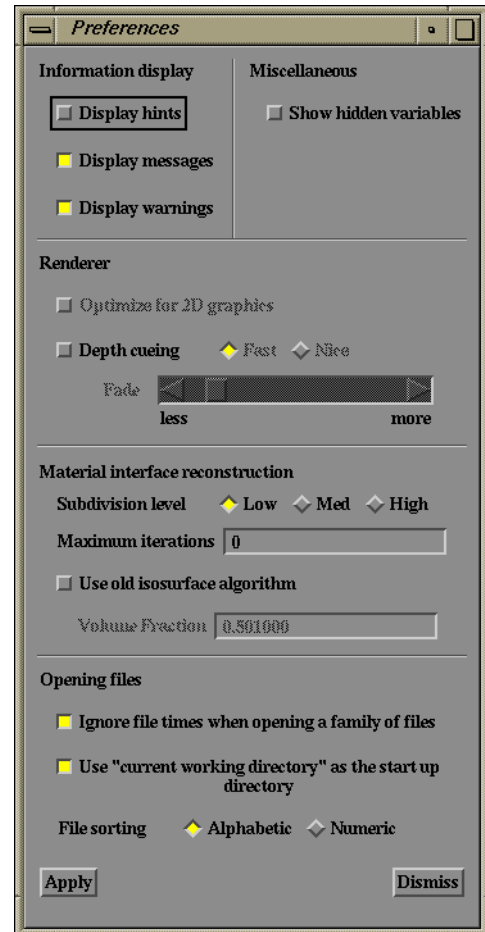 Preferences
Information display
Display hints
Display messages
Display warnings
Miscellaneous
Show hidden variables
Renderer
Optimize for 2D graphics
Depth cueing Fast Nice
Fade
less more
Material interface reconstruction
Subdivision level Low Med High
Maximum iterations 0
Use old isosurface algorithm
Volume Fraction 0.501000
Opening files
Ignore file times when opening a family of files
Use "current working directory" as the start up
directory
File sorting Alphabetic Numeric
Apply Dismiss